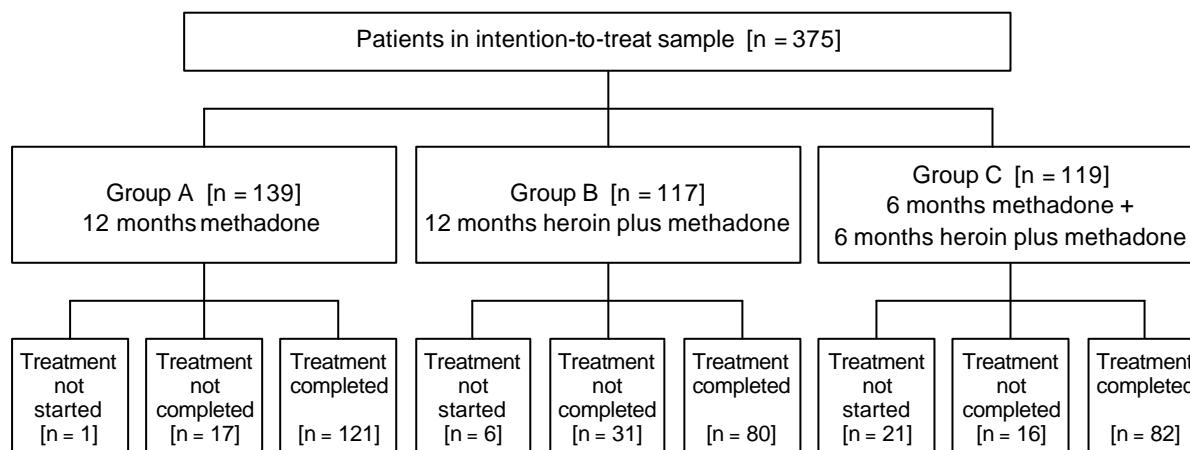 Patients in intention-to-treat sample [n = 375]
Group A [n = 139]
12 months methadone
Group B [n = 117]
12 months heroin plus methadone
Group C [n = 119]
6 months methadone +
6 months heroin plus methadone
Treatment
not
started
[n = 1]
Treatment
not
completed
[n = 17]
Treatment
completed
[n = 121]
Treatment
not
started
[n = 6]
Treatment
not
completed
[n = 31]
Treatment
completed
[n = 80]
Treatment
not
started
[n = 21]
Treatment
not
completed
[n = 16]
Treatment
completed
[n = 82]